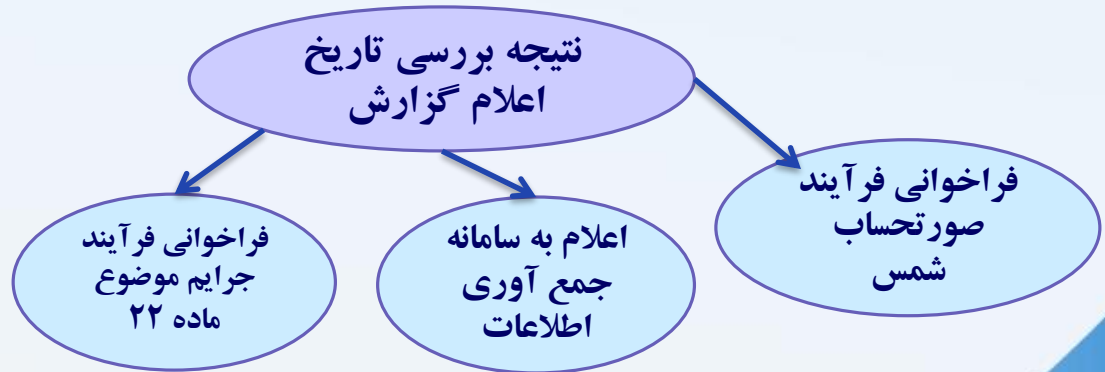 نتیجه بررسی تاریخ
اعلام گزارش
فراخوانی فرآیند
صورتحساب
شمس
اعلام به سامانه
جمع آوری
اطلاعات
فراخوانی فرآیند
جرایم موضوع
ماده ۲۲